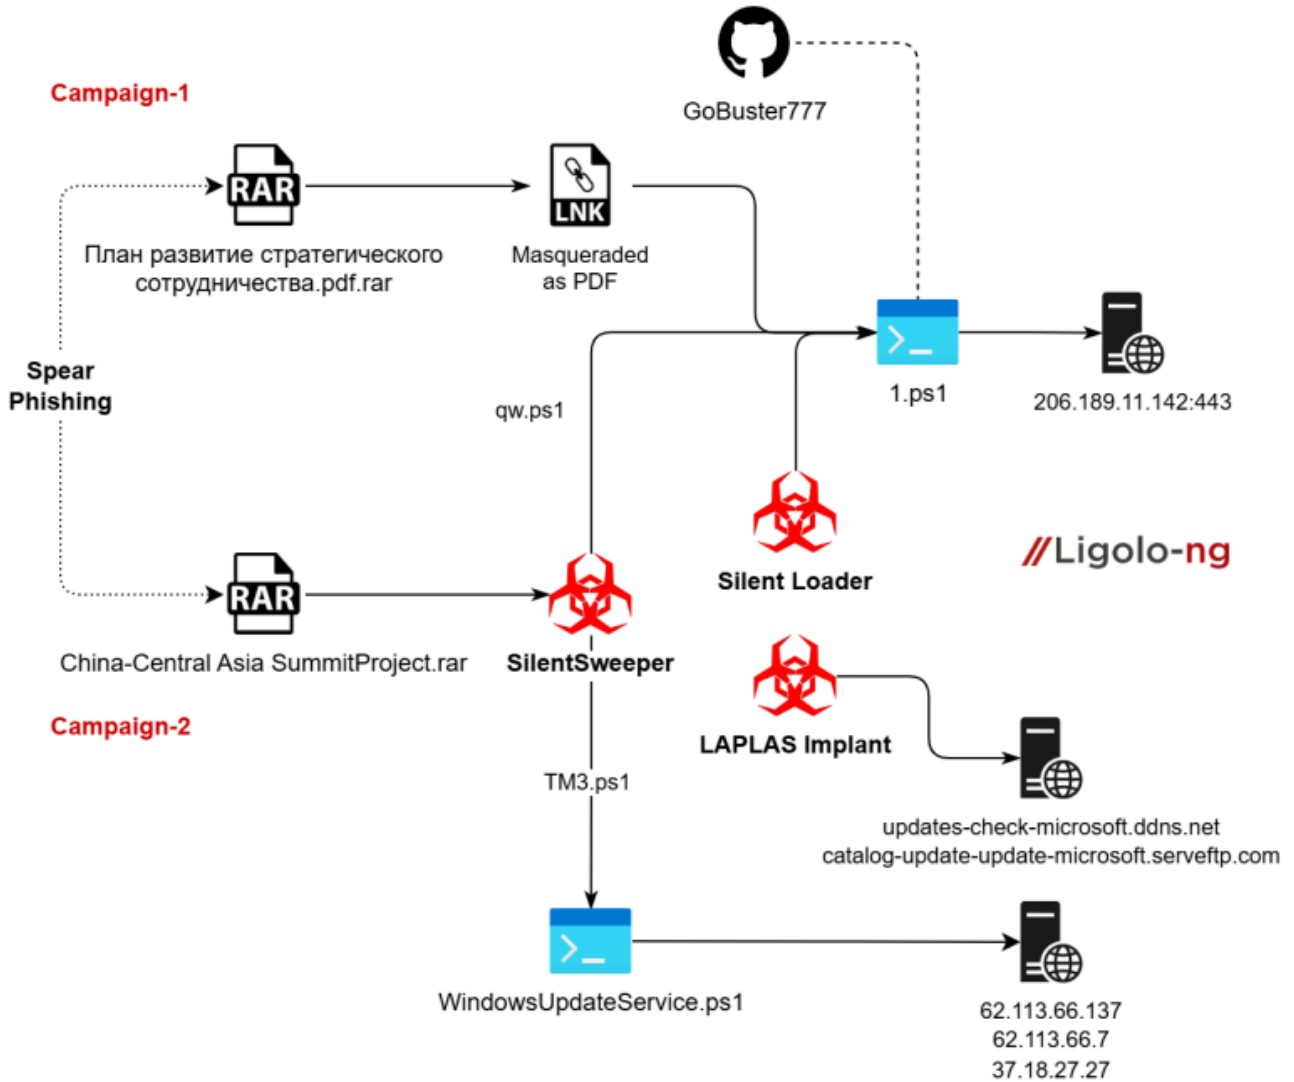 GoBuster777
Campaign-1
RAR
LNK
План развитие стратегического
сотрудничества.pdf.rar
Masqueraded
as PDF
Spear
Phishing
qw.ps1
1.ps1
206.189.11.142:443
Silent Loader
//Ligolo-ng
RAR
China-Central Asia SummitProject.rar
SilentSweeper
Campaign-2
LAPLAS Implant
TM3.ps1
updates-check-microsoft.ddns.net
catalog-update-update-microsoft.serveftp.com
WindowsUpdateService.ps1
62.113.66.137
62.113.66.7
37.18.27.27